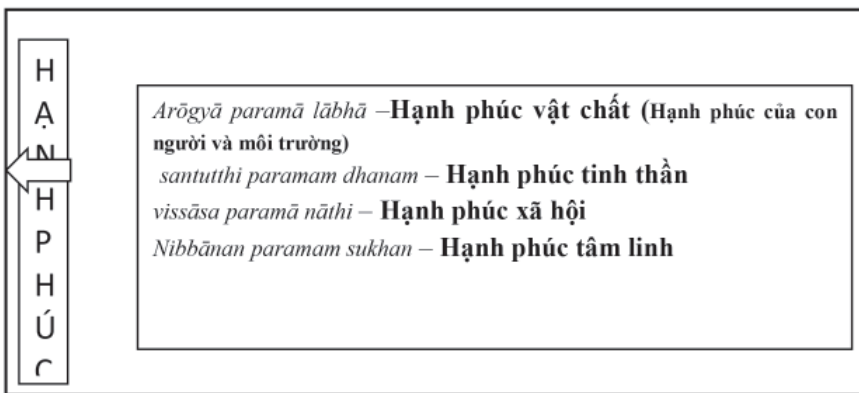 H
Ạ
N
H
P
H
Ú
C
Arōgyā paramā lābhā –Hạnh phúc vật chất (Hạnh phúc của con
người và môi trường)
santutthi paramam dhanam – Hạnh phúc tinh thần
vissāsa paramā nāthi – Hạnh phúc xã hội
Nibbānan paramam sukhan – Hạnh phúc tâm linh